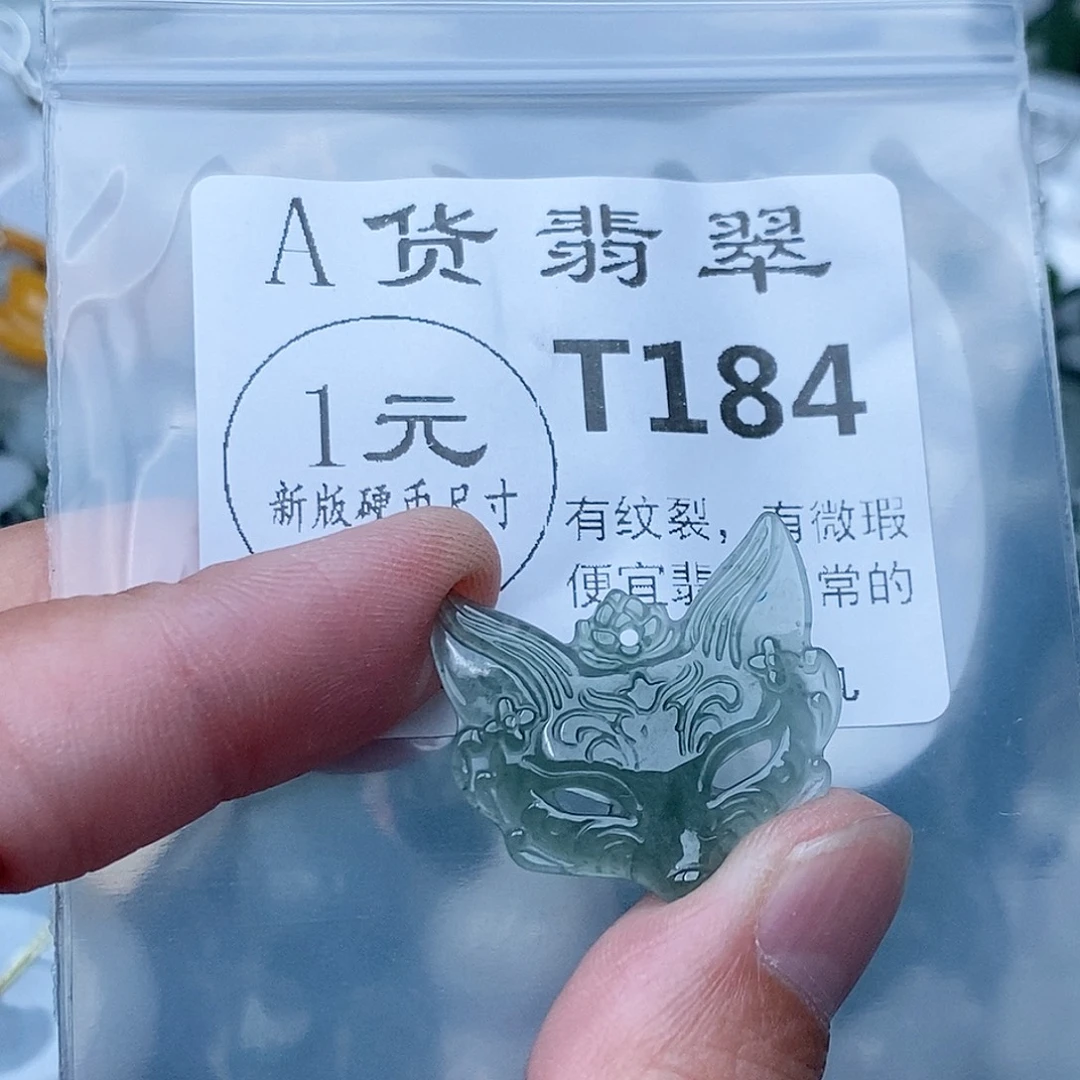 A 货 翡 翠
1元
新版硬币尺寸
T184
有纹裂，有微瑕
便宜翡 常的